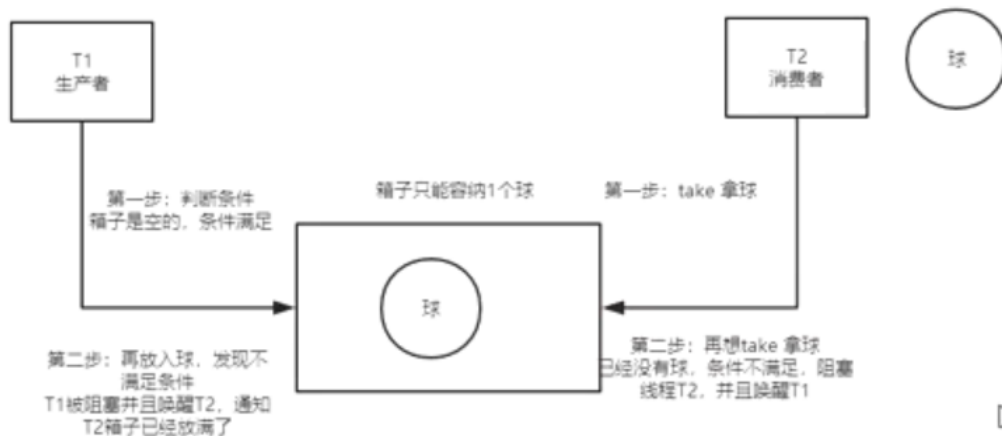 T1
生产者
T2
消费者
球
第一步：判断条件
箱子是空的，条件满足
箱子只能容纳1个球
第一步：take 拿球
球
第二步：再放入球，发现不
满足条件
T1被阻塞并且唤醒T2，通知
T2箱子已经放满了
第二步：再想take 拿球
已经没有球，条件不满足，阻塞
线程T2，并且唤醒T1